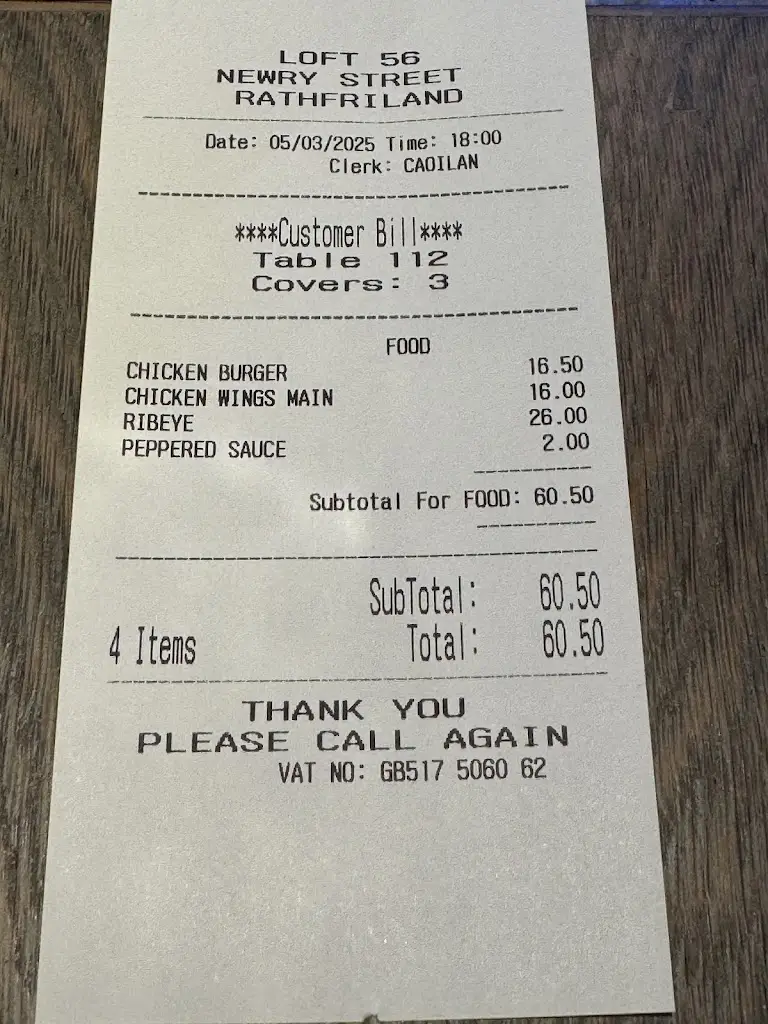 LOFT 56
NEWRY STREET
RATHFRILAND
Date: 05/03/2025 Time: 18:00
Clerk: CAOILAN
****Customer Bill****
Table 112
Covers: 3
FOOD
CHICKEN BURGER 16.50
CHICKEN WINGS MAIN 16.00
RIBEYE 26.00
PEPPERED SAUCE 2.00
Subtotal For FOOD: 60.50
SubTotal: 60.50
4 Items Total: 60.50
THANK YOU
PLEASE CALL AGAIN
VAT NO: GB517 5060 62